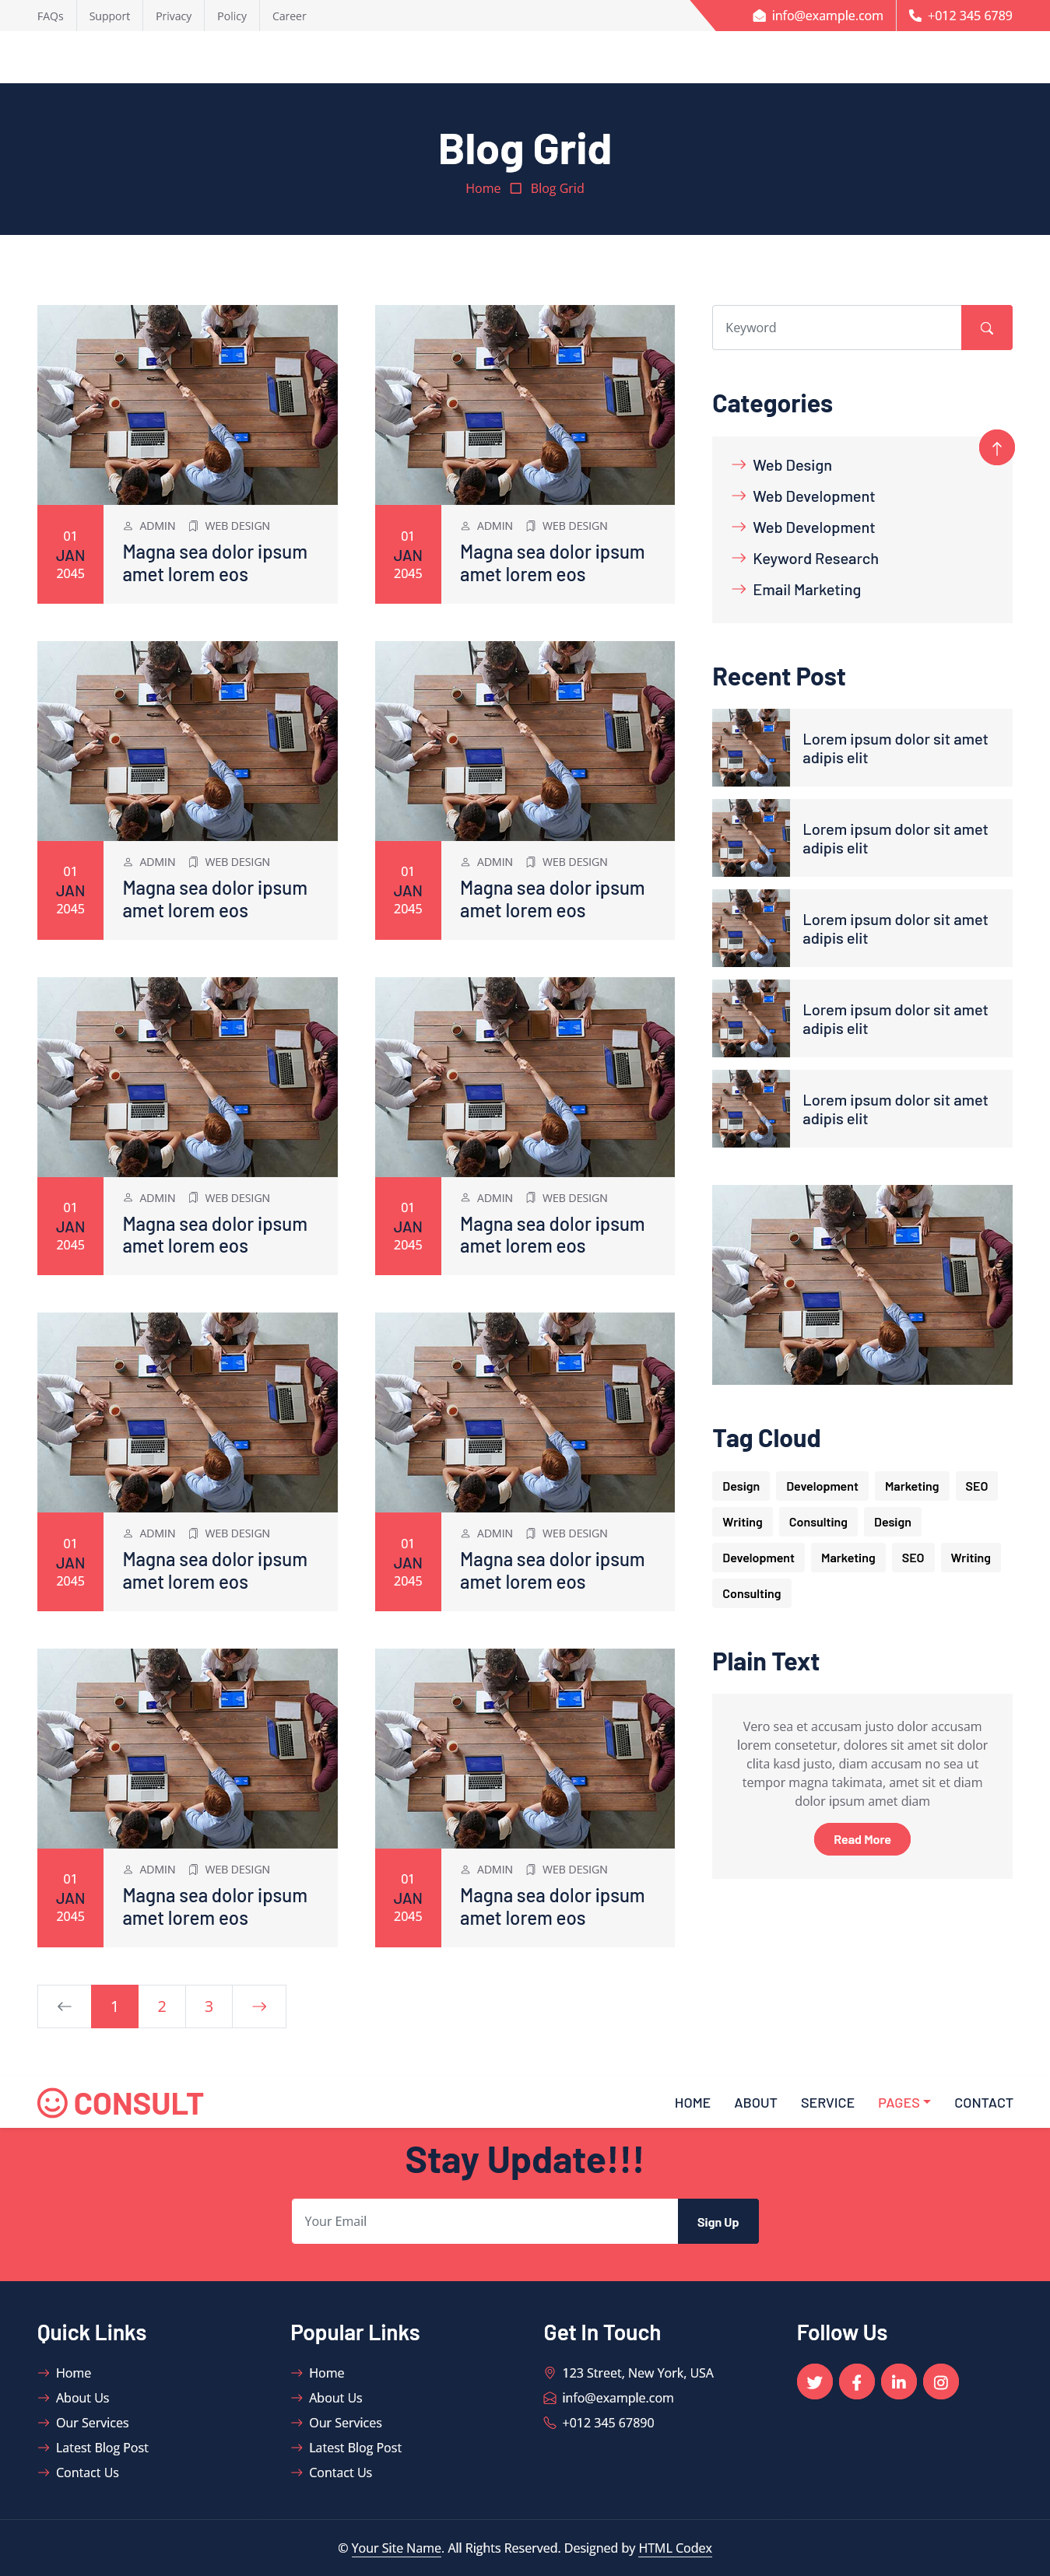 FAQs Support Privacy Policy Career info@example.com +012 345 6789
Blog Grid
Home Blog Grid
01
JAN
2045
ADMIN WEB DESIGN
Magna sea dolor ipsum
amet lorem eos
01
JAN
2045
ADMIN WEB DESIGN
Magna sea dolor ipsum
amet lorem eos
01
JAN
2045
ADMIN WEB DESIGN
Magna sea dolor ipsum
amet lorem eos
01
JAN
2045
ADMIN WEB DESIGN
Magna sea dolor ipsum
amet lorem eos
01
JAN
2045
ADMIN WEB DESIGN
Magna sea dolor ipsum
amet lorem eos
01
JAN
2045
ADMIN WEB DESIGN
Magna sea dolor ipsum
amet lorem eos
01
JAN
2045
ADMIN WEB DESIGN
Magna sea dolor ipsum
amet lorem eos
01
JAN
2045
ADMIN WEB DESIGN
Magna sea dolor ipsum
amet lorem eos
01
JAN
2045
ADMIN WEB DESIGN
Magna sea dolor ipsum
amet lorem eos
01
JAN
2045
ADMIN WEB DESIGN
Magna sea dolor ipsum
amet lorem eos
1 2 3
Keyword
Categories
Web Design
Web Development
Web Development
Keyword Research
Email Marketing
Recent Post
Lorem ipsum dolor sit amet
adipis elit
Lorem ipsum dolor sit amet
adipis elit
Lorem ipsum dolor sit amet
adipis elit
Lorem ipsum dolor sit amet
adipis elit
Lorem ipsum dolor sit amet
adipis elit
Tag Cloud
Design Development Marketing SEO
Writing Consulting Design
Development Marketing SEO Writing
Consulting
Plain Text
Vero sea et accusam justo dolor accusam
lorem consetetur, dolores sit amet sit dolor
clita kasd justo, diam accusam no sea ut
tempor magna takimata, amet sit et diam
dolor ipsum amet diam
Read More
CONSULT HOME ABOUT SERVICE PAGES CONTACT
Stay Update!!!
Your Email Sign Up
Quick Links
Home
About Us
Our Services
Latest Blog Post
Contact Us
Popular Links
Home
About Us
Our Services
Latest Blog Post
Contact Us
Get In Touch
123 Street, New York, USA
info@example.com
+012 345 67890
Follow Us
© Your Site Name. All Rights Reserved. Designed by HTML Codex